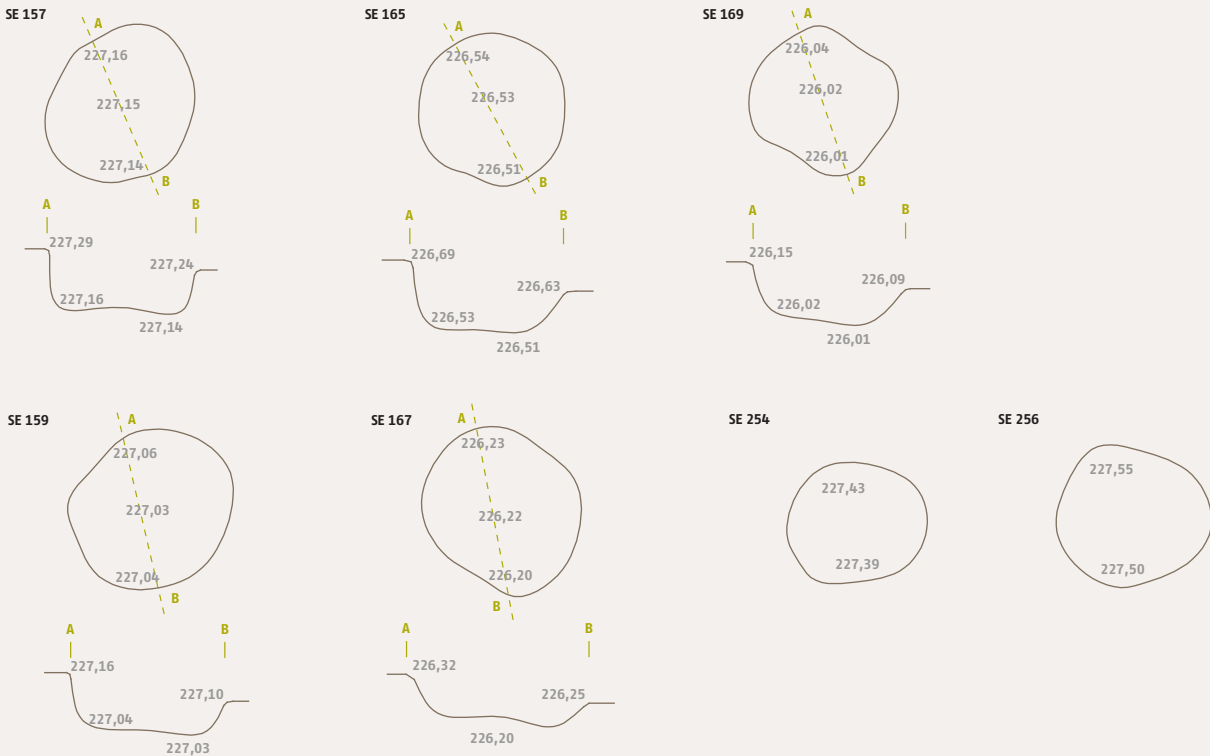 SE 157
A
227,16
227,15
227,14
B
A
B
227,29
227,24
227,16
227,14
SE 165
A
226,54
226,53
226,51
B
A
B
226,69
226,63
226,53
226,51
SE 169
A
226,04
226,02
226,01
B
A
B
226,15
226,09
226,02
226,01
SE 159
A
227,06
227,03
227,04
B
A
B
227,16
227,10
227,04
227,03
SE 167
A
226,23
226,22
226,20
B
A
B
226,32
226,25
226,20
SE 254
227,43
227,39
SE 256
227,55
227,50